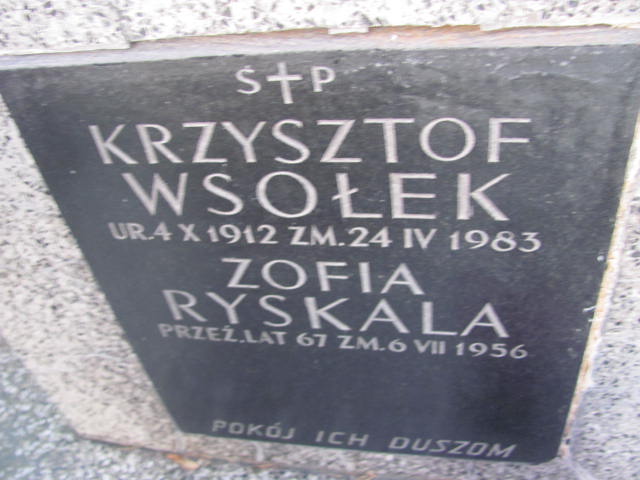 Ś†P
KRZYSZTOF
WSOŁEK
UR.4 X 1912 ZM.24 IV 1983
ZOFIA
RYSKALA
PRZEŻ.LAT 67 ZM.6 VII 1956
POKÓJ ICH DUSZOM